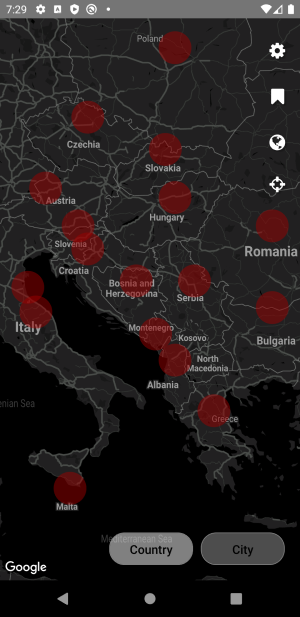 7:29
Poland
Czechia
Slovakia
Austria
Hungary
Slovenia
Romania
Croatia
Bosnia and
Herzegovina
Serbia
Italy
Montenegro
Kosovo
Bulgaria
North
Macedonia
Albania
enian Sea
Greece
Malta
Mediterranean Sea
Country
City
Google